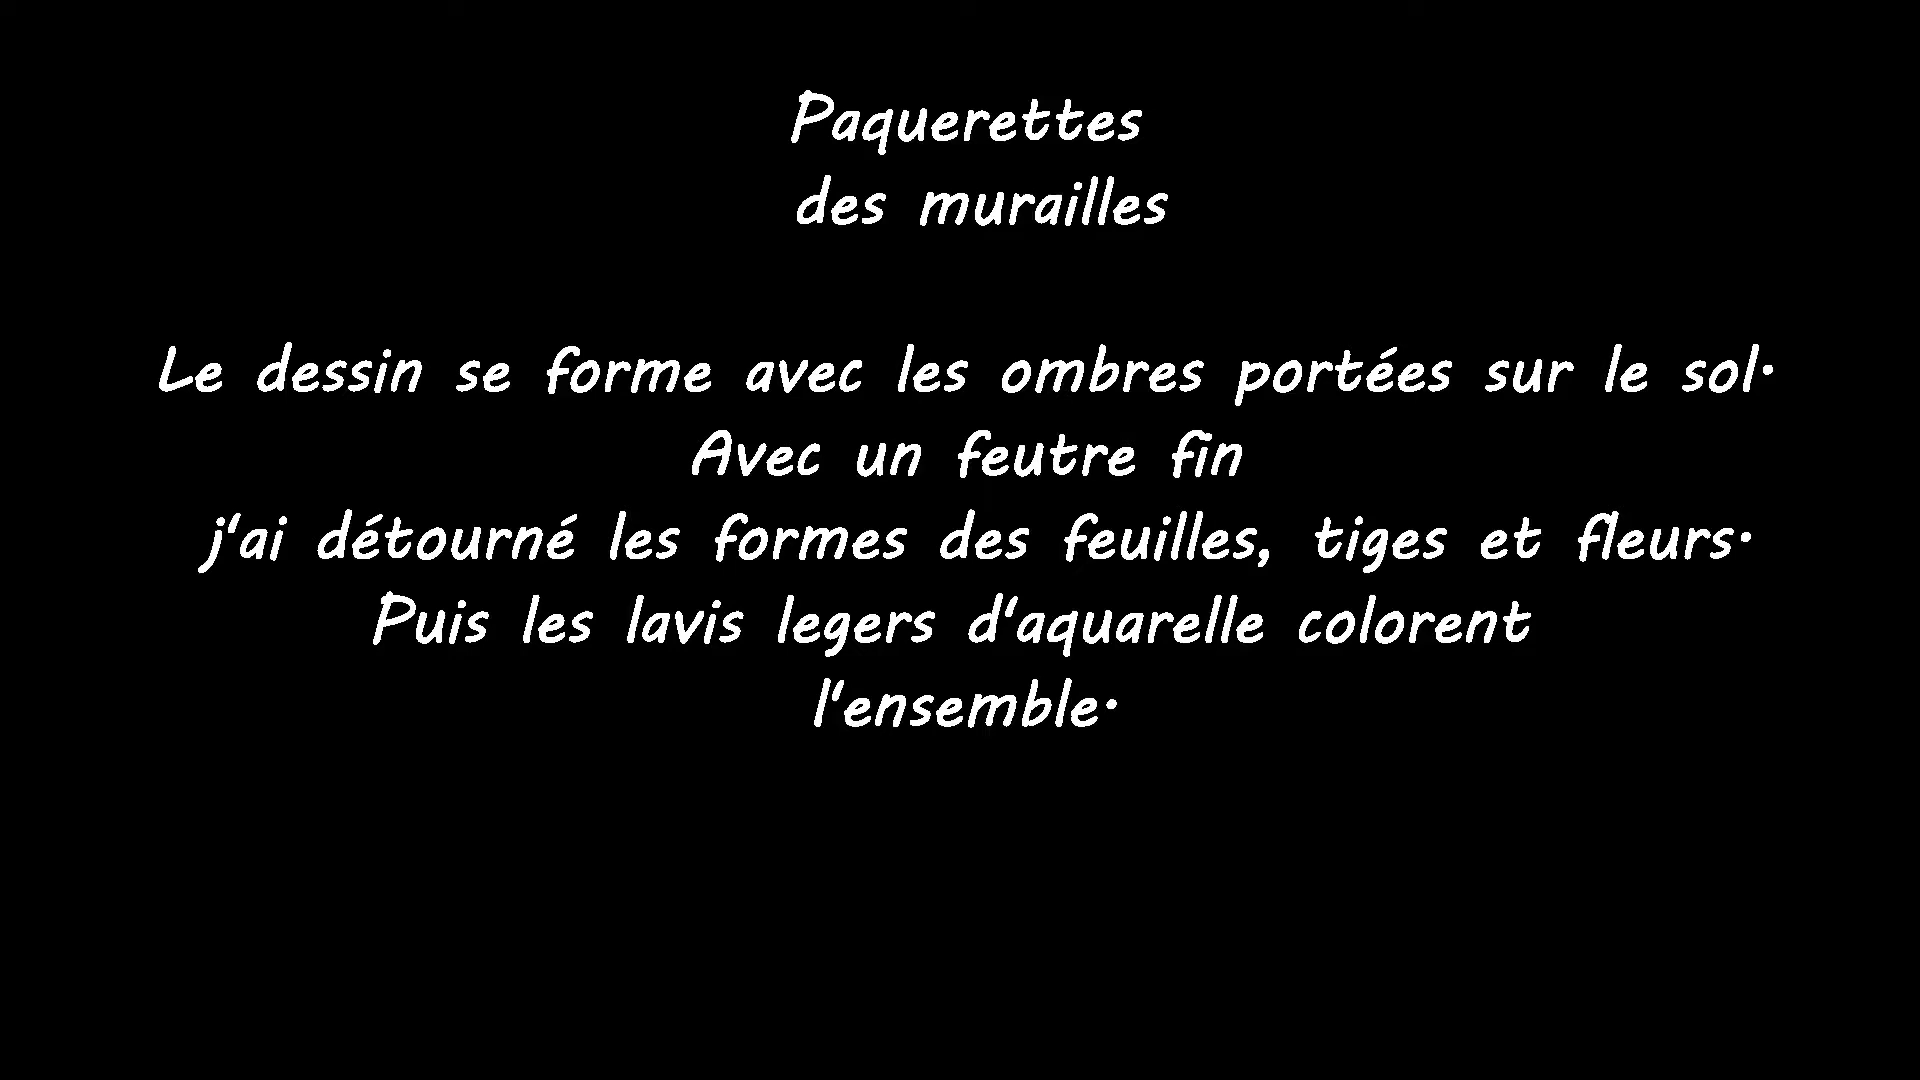 Paquerettes
des murailles
Le dessin se forme avec les ombres portées sur le sol.
Avec un feutre fin
j'ai détourné les formes des feuilles, tiges et fleurs.
Puis les lavis legers d'aquarelle colorent
l'ensemble.